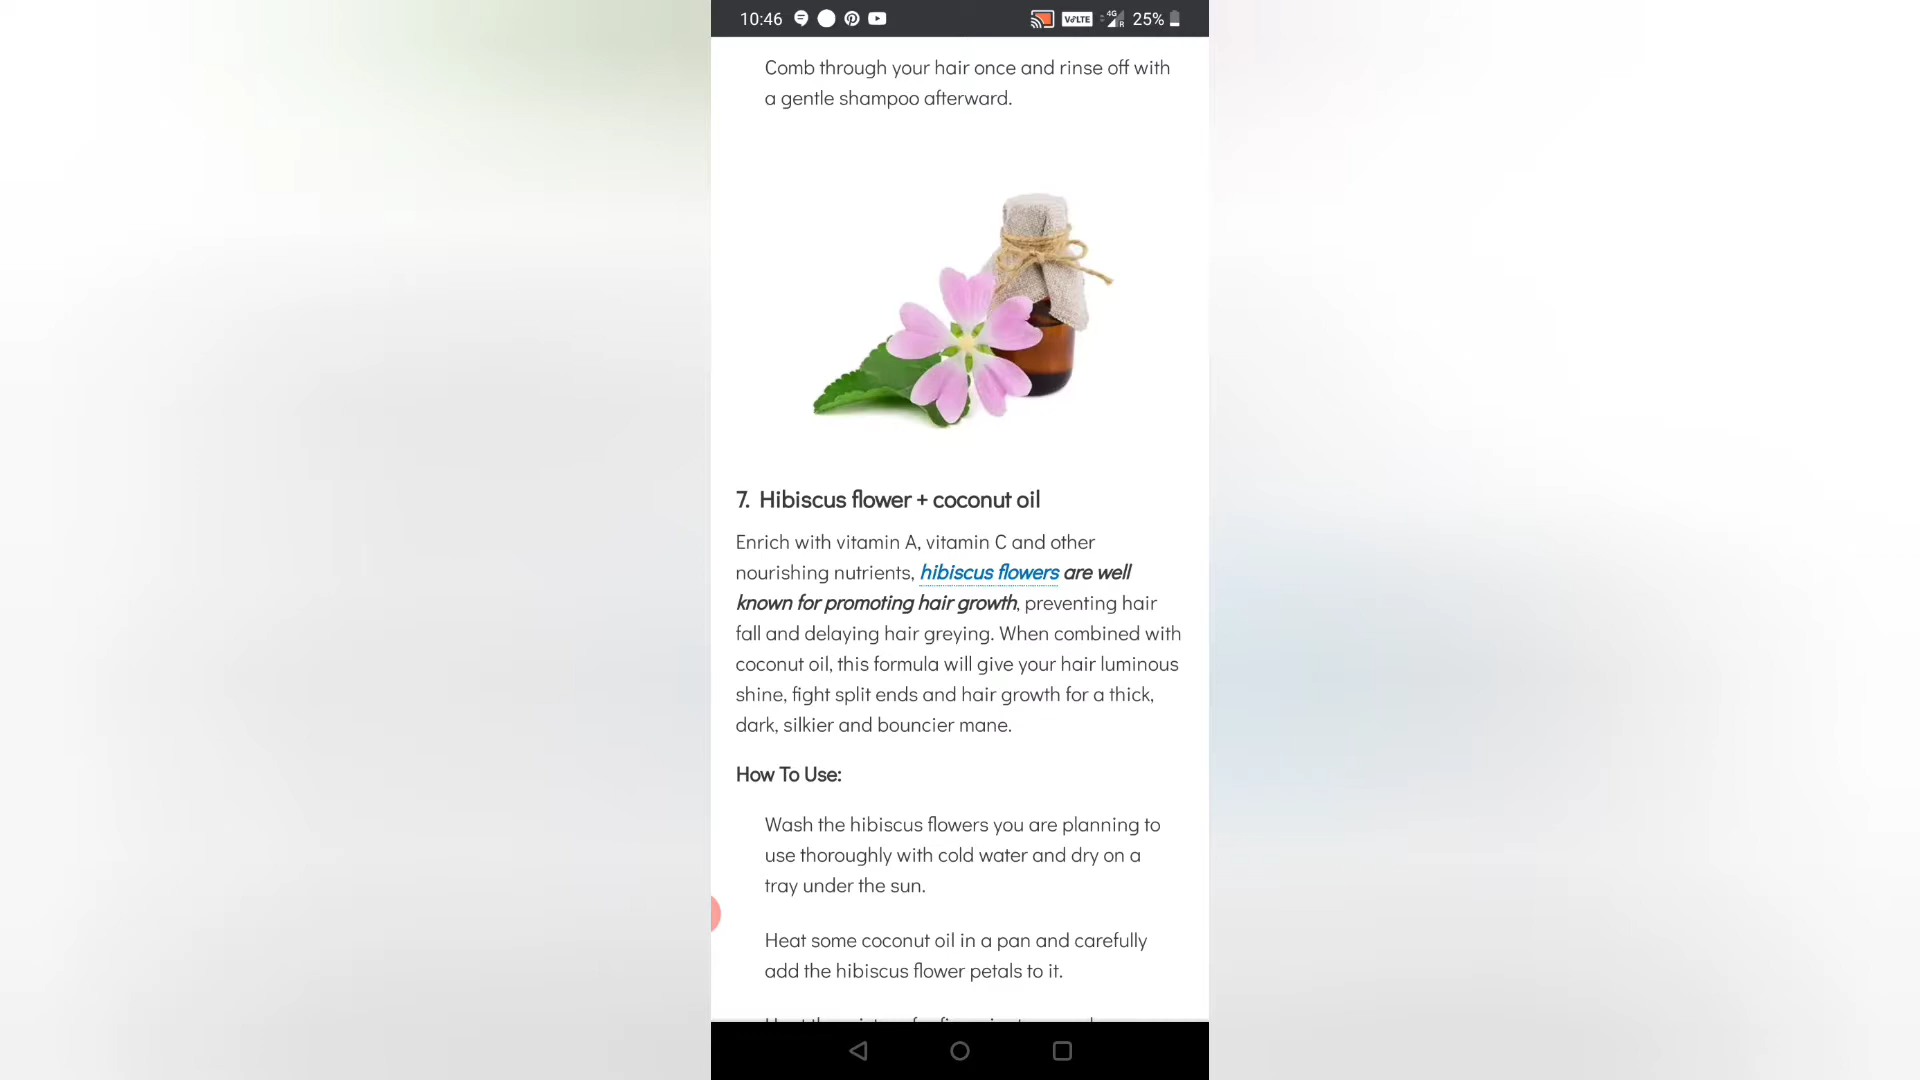 10:46
VoLTE 4G R 25%
Comb through your hair once and rinse off with
a gentle shampoo afterward.
7. Hibiscus flower + coconut oil
Enrich with vitamin A, vitamin C and other
nourishing nutrients, hibiscus flowers are well
known for promoting hair growth, preventing hair
fall and delaying hair greying. When combined with
coconut oil, this formula will give your hair luminous
shine, fight split ends and hair growth for a thick,
dark, silkier and bouncier mane.
How To Use:
Wash the hibiscus flowers you are planning to
use thoroughly with cold water and dry on a
tray under the sun.
Heat some coconut oil in a pan and carefully
add the hibiscus flower petals to it.